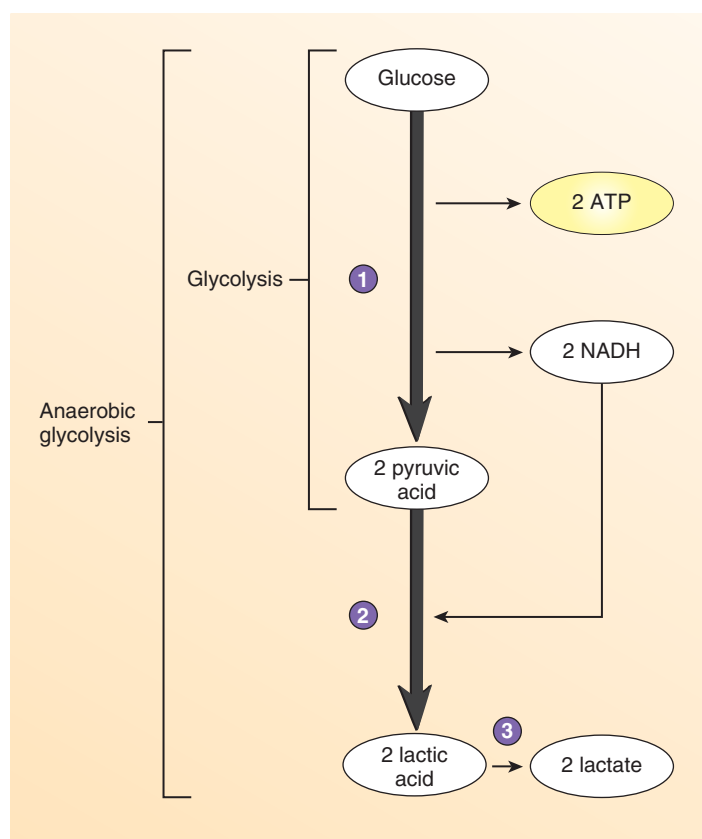 Glucose
2 ATP
Glycolysis
1
2 NADH
Anaerobic
glycolysis
2 pyruvic
acid
2
3
2 lactic
acid
2 lactate